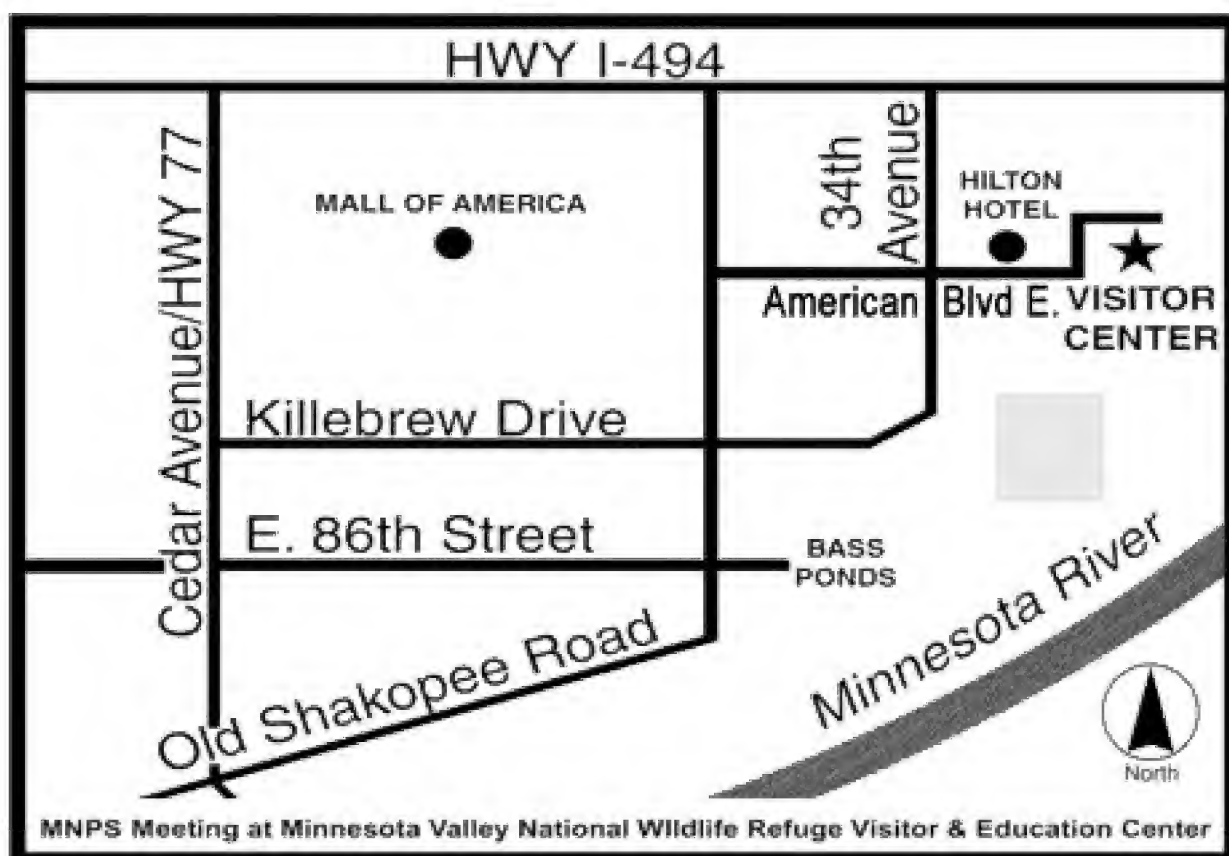 HWY I-494
Cedar Avenue/HWY 77
MALL OF AMERICA
34th
Avenue
HILTON
HOTEL
American Blvd E.
VISITOR
CENTER
Killebrew Drive
E. 86th Street
BASS
PONDS
Old Shakopee Road
Minnesota River
North
MNPS Meeting at Minnesota Valley National Wildlife Refuge Visitor & Education Center